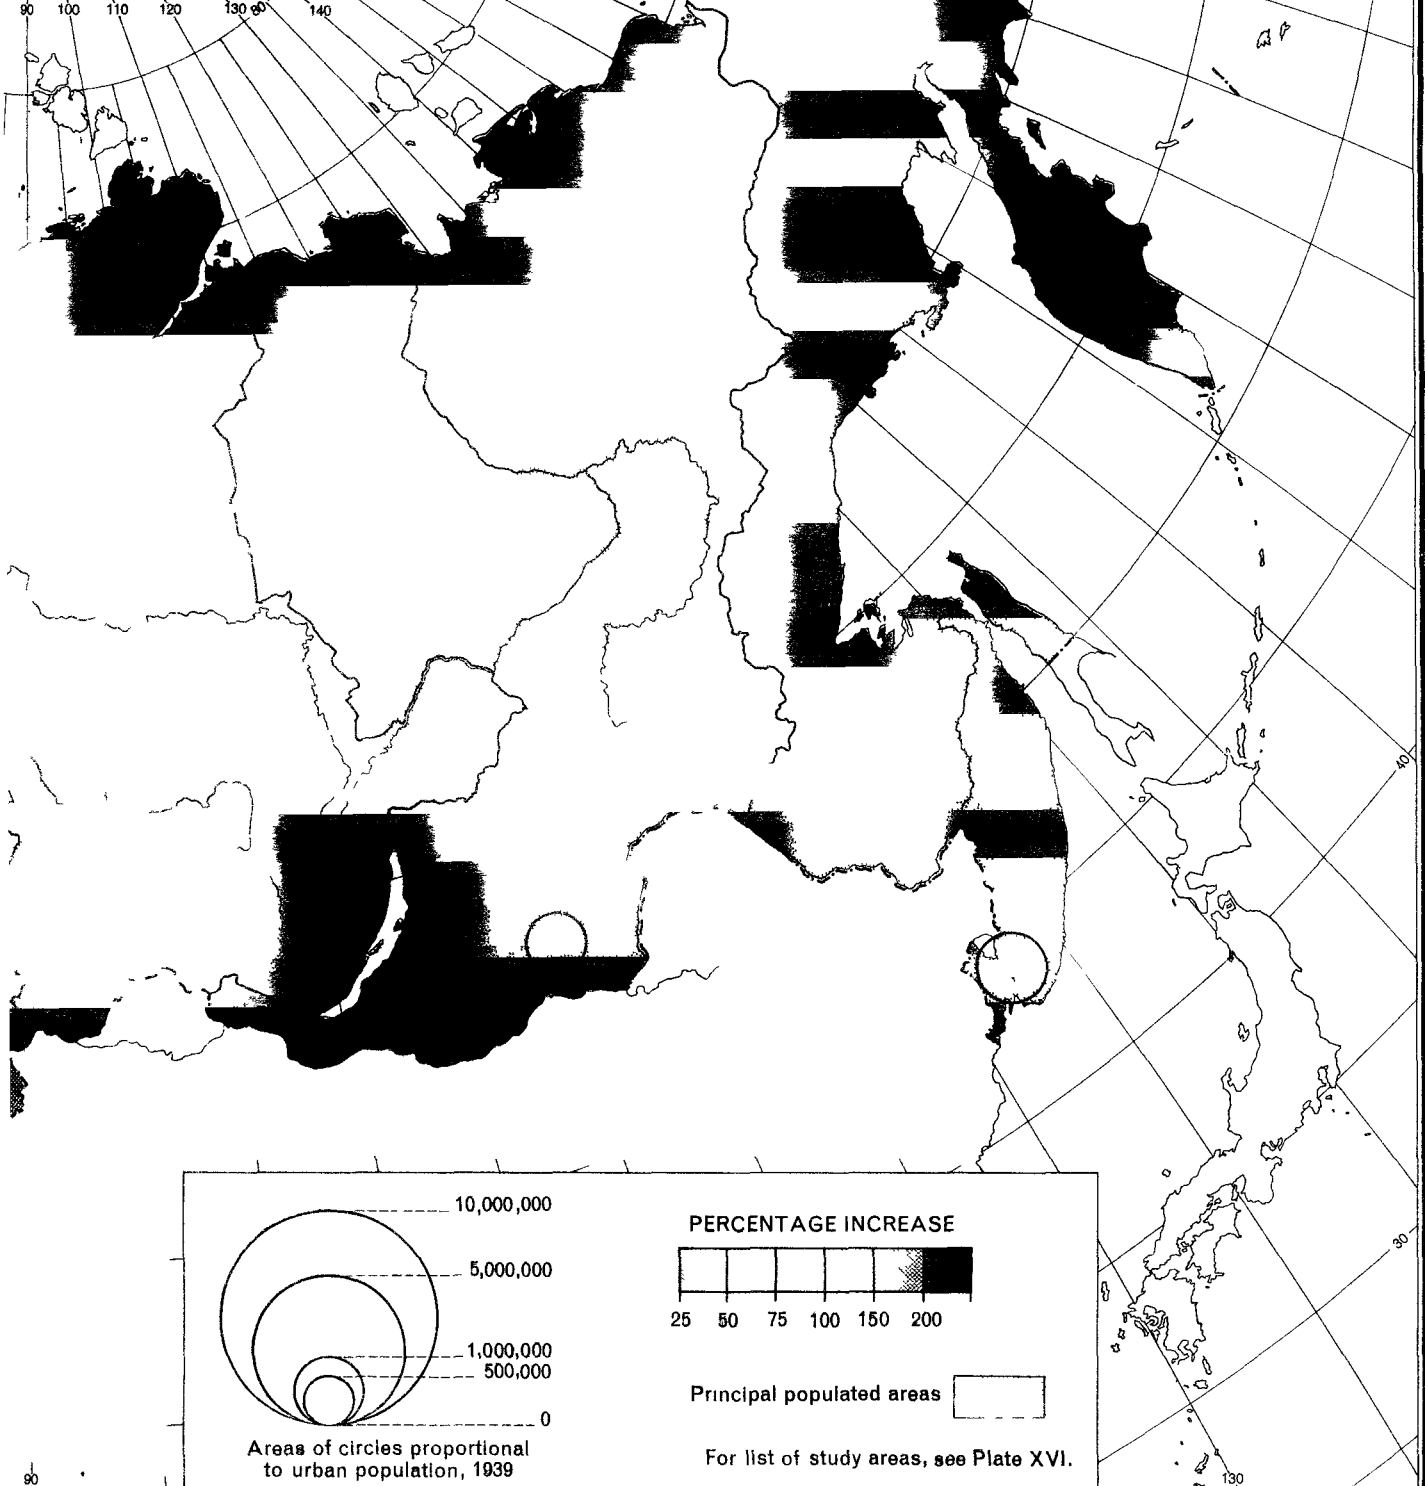 90 100 110 120 130 80 140
40
30
10,000,000
5,000,000
1,000,000
500,000
0
Areas of circles proportional
to urban population, 1939
PERCENTAGE INCREASE
25 50 75 100 150 200
Principal populated areas
For list of study areas, see Plate XVI.
90
130